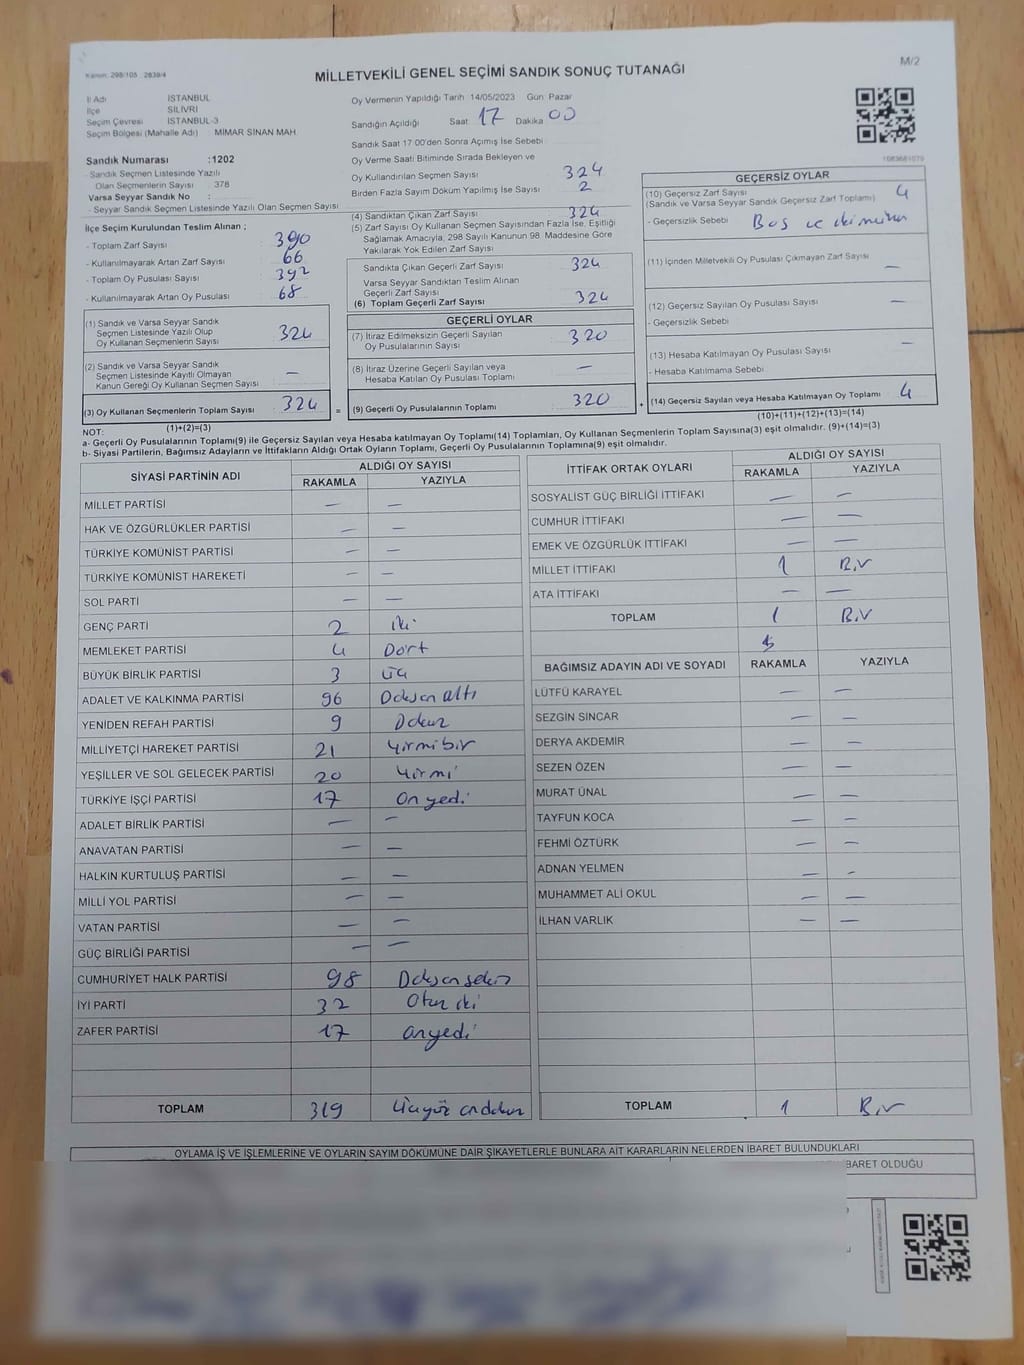 Kanun: 298/105 2839/4
M/2
MİLLETVEKİLİ GENEL SEÇİMİ SANDIK SONUÇ TUTANAĞI
İl Adı İSTANBUL
İlçe SİLİVRİ
Seçim Çevresi İSTANBUL-3
Seçim Bölgesi (Mahalle Adı) MİMAR SİNAN MAH.
Sandık Numarası :1202
- Sandık Seçmen Listesinde Yazılı
Olan Seçmenlerin Sayısı : 378
Varsa Seyyar Sandık No :
- Seyyar Sandık Seçmen Listesinde Yazılı Olan Seçmen Sayısı
Oy Vermenin Yapıldığı Tarih 14/05/2023 Gün Pazar
Sandığın Açıldığı Saat 17 Dakika 00
Sandık Saat 17:00'den Sonra Açılmış İse Sebebi
Oy Verme Saati Bitiminde Sırada Bekleyen ve
Oy Kullandırılan Seçmen Sayısı 324
Birden Fazla Sayım Döküm Yapılmış İse Sayısı 2
İlçe Seçim Kurulundan Teslim Alınan ;
- Toplam Zarf Sayısı : 390
- Kullanılmayarak Artan Zarf Sayısı : 66
- Toplam Oy Pusulası Sayısı : 392
- Kullanılmayarak Artan Oy Pusulası : 68
(1) Sandık ve Varsa Seyyar Sandık
Seçmen Listesinde Yazılı Olup
Oy Kullanan Seçmenlerin Sayısı : 324
(2) Sandık ve Varsa Seyyar Sandık
Seçmen Listesinde Kayıtlı Olmayan
Kanun Gereği Oy Kullanan Seçmen Sayısı : —
(3) Oy Kullanan Seçmenlerin Toplam Sayısı : 324
(1)+(2)=(3)
(4) Sandıktan Çıkan Zarf Sayısı 324
(5) Zarf Sayısı Oy Kullanan Seçmen Sayısından Fazla İse, Eşitliği
Sağlamak Amacıyla, 298 Sayılı Kanunun 98. Maddesine Göre
Yakılarak Yok Edilen Zarf Sayısı
Sandıkta Çıkan Geçerli Zarf Sayısı 324
Varsa Seyyar Sandıktan Teslim Alınan
Geçerli Zarf Sayısı
(6) Toplam Geçerli Zarf Sayısı 324
GEÇERLİ OYLAR
(7) İtiraz Edilmeksizin Geçerli Sayılan
Oy Pusulalarının Sayısı 320
(8) İtiraz Üzerine Geçerli Sayılan veya
Hesaba Katılan Oy Pusulası Toplamı —
= (9) Geçerli Oy Pusulalarının Toplamı 320
GEÇERSİZ OYLAR
(10) Geçersiz Zarf Sayısı 4
(Sandık ve Varsa Seyyar Sandık Geçersiz Zarf Toplamı)
- Geçersizlik Sebebi Boş ve
(11) İçinden Milletvekili Oy Pusulası Çıkmayan Zarf Sayısı —
(12) Geçersiz Sayılan Oy Pusulası Sayısı —
- Geçersizlik Sebebi
(13) Hesaba Katılmayan Oy Pusulası Sayısı —
- Hesaba Katılmama Sebebi
+ (14) Geçersiz Sayılan veya Hesaba Katılmayan Oy Toplamı 4
(10)+(11)+(12)+(13)=(14)
NOT:
a- Geçerli Oy Pusulalarının Toplamı(9) ile Geçersiz Sayılan veya Hesaba katılmayan Oy Toplamı(14) Toplamları, Oy Kullanan Seçmenlerin Toplam Sayısına(3) eşit olmalıdır. (9)+(14)=(3)
b- Siyasi Partilerin, Bağımsız Adayların ve İttifakların Aldığı Ortak Oyların Toplamı, Geçerli Oy Pusulalarının Toplamına(9) eşit olmalıdır.
SİYASİ PARTİNİN ADI ALDIĞI OY SAYISI
RAKAMLA YAZIYLA
MİLLET PARTİSİ — —
HAK VE ÖZGÜRLÜKLER PARTİSİ — —
TÜRKİYE KOMÜNİST PARTİSİ — —
TÜRKİYE KOMÜNİST HAREKETİ — —
SOL PARTİ — —
GENÇ PARTİ 2 iki
MEMLEKET PARTİSİ 4 Dört
BÜYÜK BİRLİK PARTİSİ 3 üç
ADALET VE KALKINMA PARTİSİ 96 Doksan altı
YENİDEN REFAH PARTİSİ 9 Dokuz
MİLLİYETÇİ HAREKET PARTİSİ 21 Yirmi bir
YEŞİLLER VE SOL GELECEK PARTİSİ 20 Yirmi
TÜRKİYE İŞÇİ PARTİSİ 17 On yedi
ADALET BİRLİK PARTİSİ — —
ANAVATAN PARTİSİ — —
HALKIN KURTULUŞ PARTİSİ — —
MİLLİ YOL PARTİSİ — —
VATAN PARTİSİ — —
GÜÇ BİRLİĞİ PARTİSİ — —
CUMHURİYET HALK PARTİSİ 98 Doksan sekiz
İYİ PARTİ 32 Otuz iki
ZAFER PARTİSİ 17 onyedi
TOPLAM 319 Üçyüz ondokuz
İTTİFAK ORTAK OYLARI ALDIĞI OY SAYISI
RAKAMLA YAZIYLA
SOSYALİST GÜÇ BİRLİĞİ İTTİFAKI — —
CUMHUR İTTİFAKI — —
EMEK VE ÖZGÜRLÜK İTTİFAKI — —
MİLLET İTTİFAKI 1 Bir
ATA İTTİFAKI — —
TOPLAM 1 Bir
BAĞIMSIZ ADAYIN ADI VE SOYADI RAKAMLA YAZIYLA
LÜTFÜ KARAYEL — —
SEZGİN SİNCAR — —
DERYA AKDEMİR — —
SEZEN ÖZEN — —
MURAT ÜNAL — —
TAYFUN KOCA — —
FEHMİ ÖZTÜRK — —
ADNAN YELMEN — -
MUHAMMET ALİ OKUL — —
İLHAN VARLIK — —
TOPLAM 1 Bir
OYLAMA İŞ VE İŞLEMLERİNE VE OYLARIN SAYIM DÖKÜMÜNE DAİR ŞİKAYETLERLE BUNLARA AİT KARARLARIN NELERDEN İBARET BULUNDUKLARI
İBARET OLDUĞU